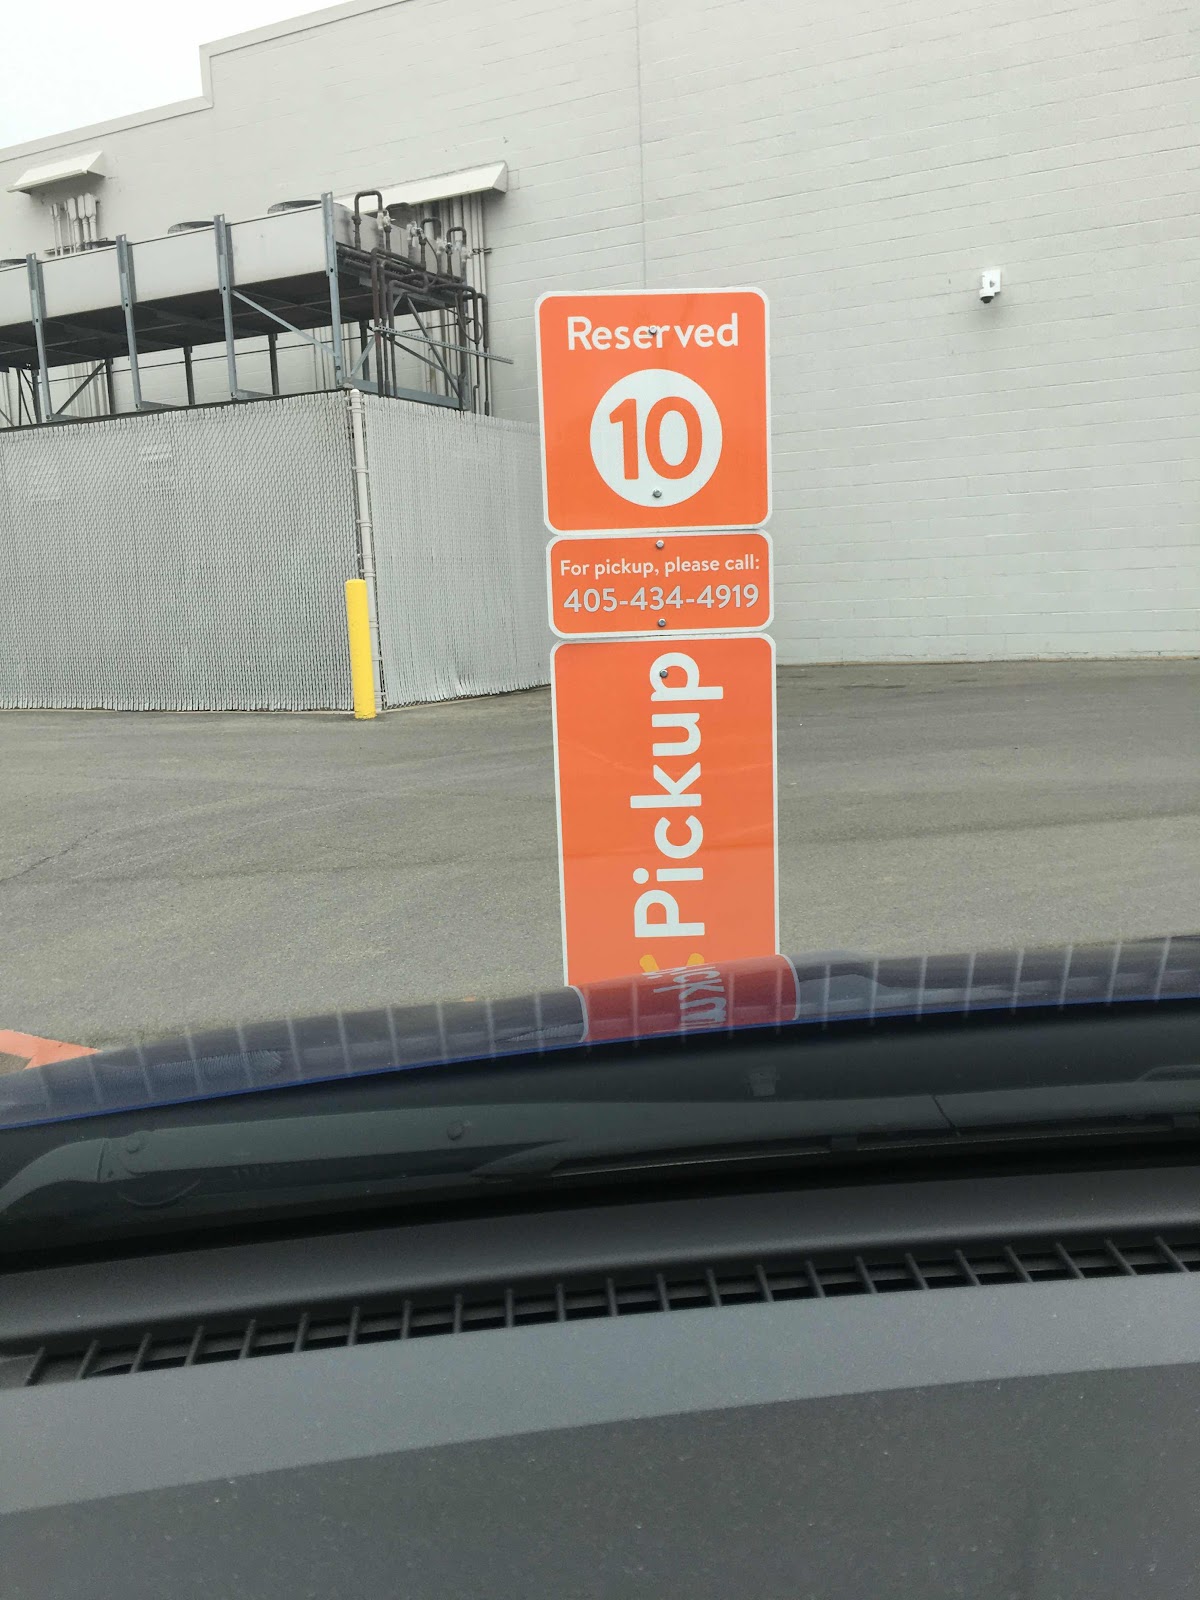 Reserved
10
For pickup, please call:
405-434-4919
Pickup